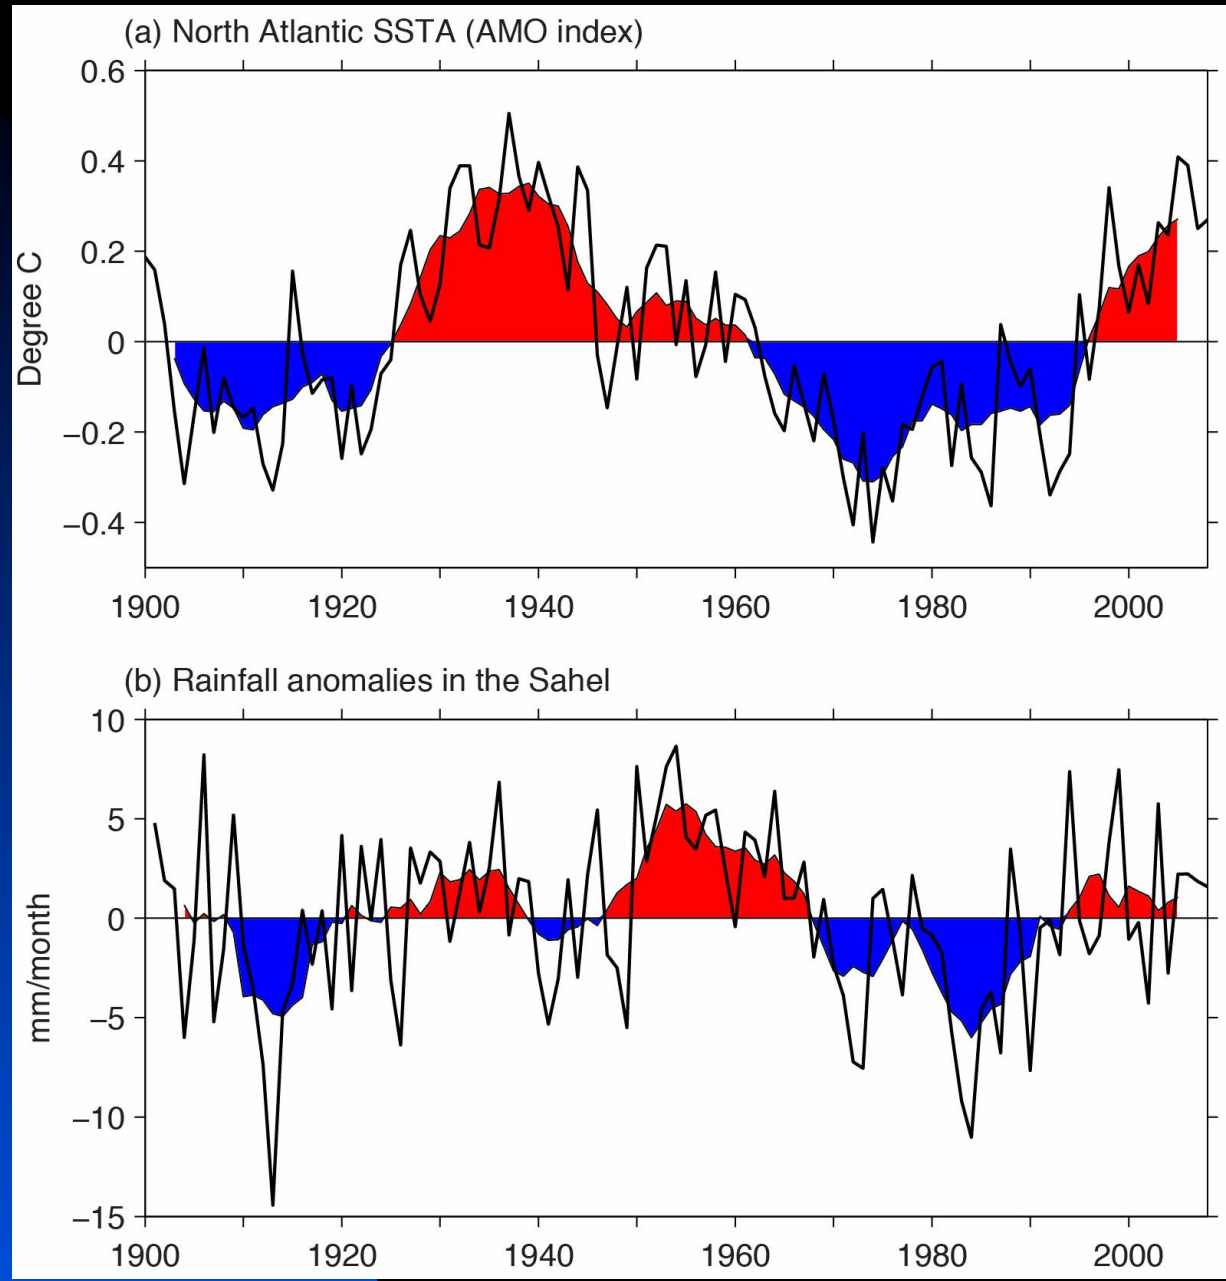 (a) North Atlantic SSTA (AMO index)
0.6
0.4
0.2
0
−0.2
−0.4
Degree C
1900 1920 1940 1960 1980 2000
(b) Rainfall anomalies in the Sahel
10
5
0
−5
−10
−15
mm/month
1900 1920 1940 1960 1980 2000